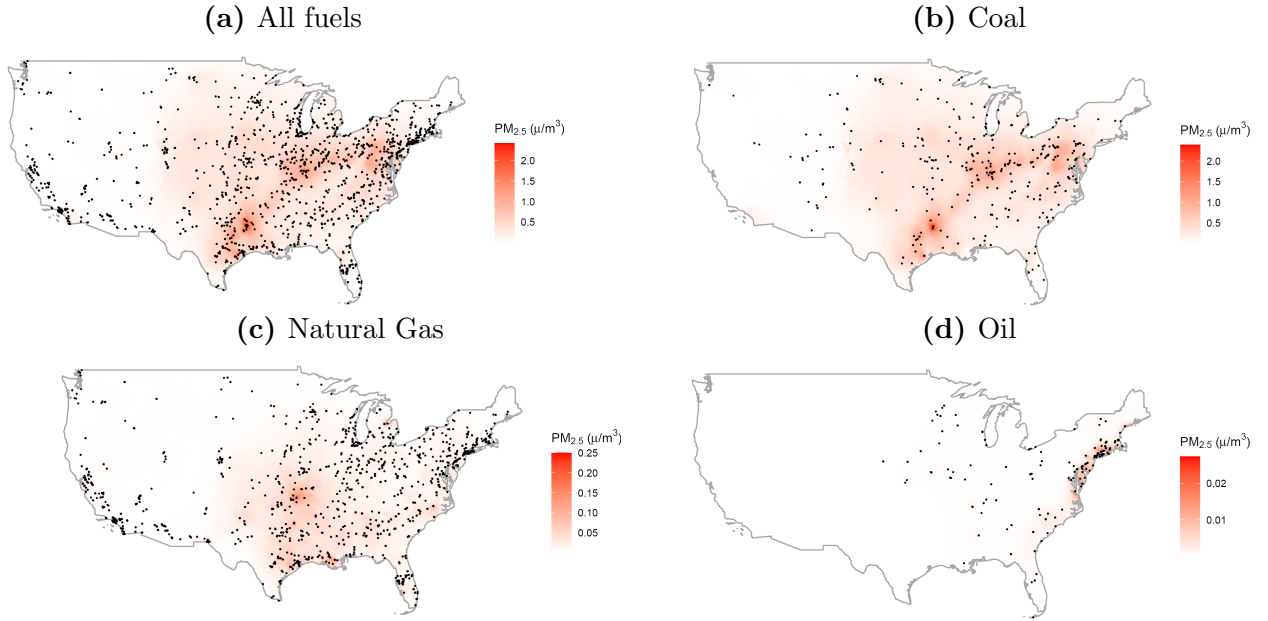 (a) All fuels
(b) Coal
PM2.5 (μ/m³)
2.0
1.5
1.0
0.5
PM2.5 (μ/m³)
2.0
1.5
1.0
0.5
(c) Natural Gas
(d) Oil
PM2.5 (μ/m³)
0.25
0.20
0.15
0.10
0.05
PM2.5 (μ/m³)
0.02
0.01